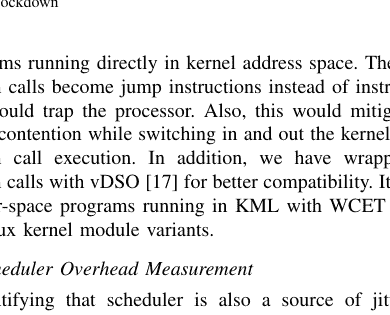 ockdown
ms running directly in kernel address space. The
calls become jump instructions instead of instr
ould trap the processor. Also, this would mitig
contention while switching in and out the kernel
call execution. In addition, we have wrapp
calls with vDSO [17] for better compatibility. It
r-space programs running in KML with WCET
ux kernel module variants.
heduler Overhead Measurement
ntifying that scheduler is also a source of jit